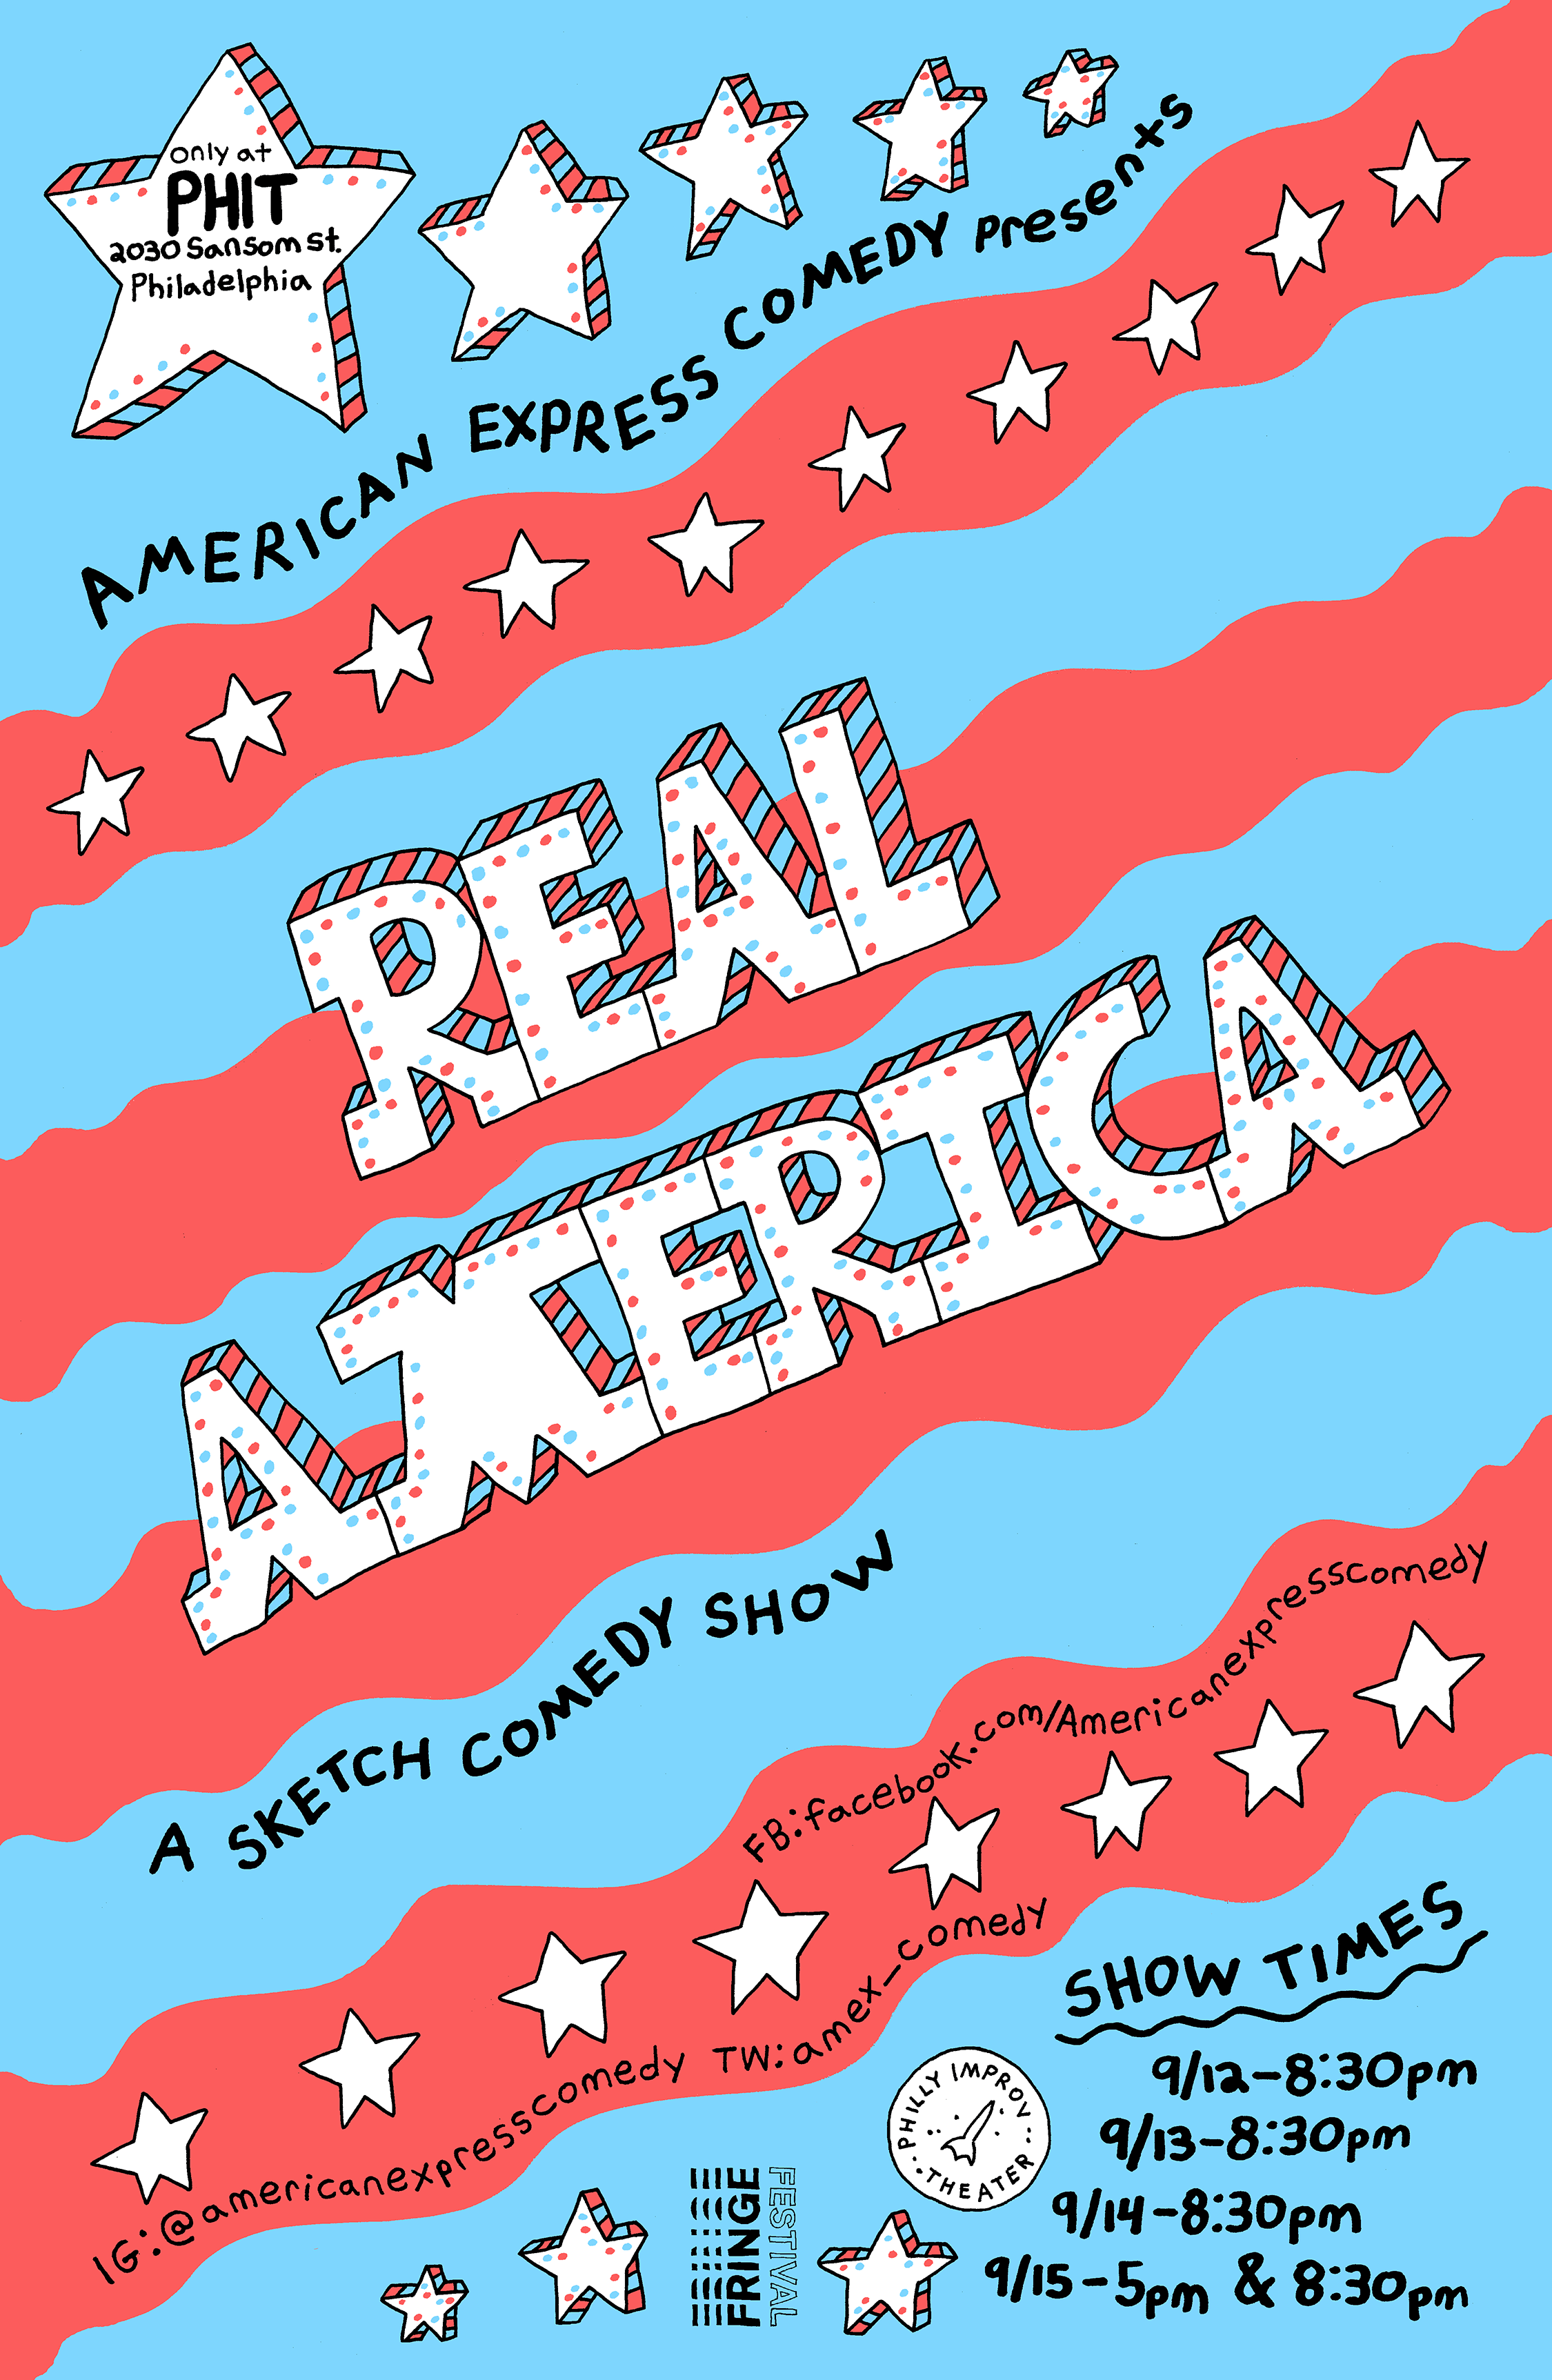 only at
PHIT
2030 Sansom St.
Philadelphia
AMERICAN EXPRESS COMEDY presents
REAL
AMERICA
A SKETCH COMEDY SHOW
FB: facebook.com/Americanexpresscomedy
IG: @americanexpresscomedy TW: amex_comedy
SHOW TIMES
9/12-8:30pm
9/13-8:30pm
9/14-8:30pm
9/15-5pm & 8:30pm
PHILLY IMPROV
THEATER
FRINGE
FESTIVAL